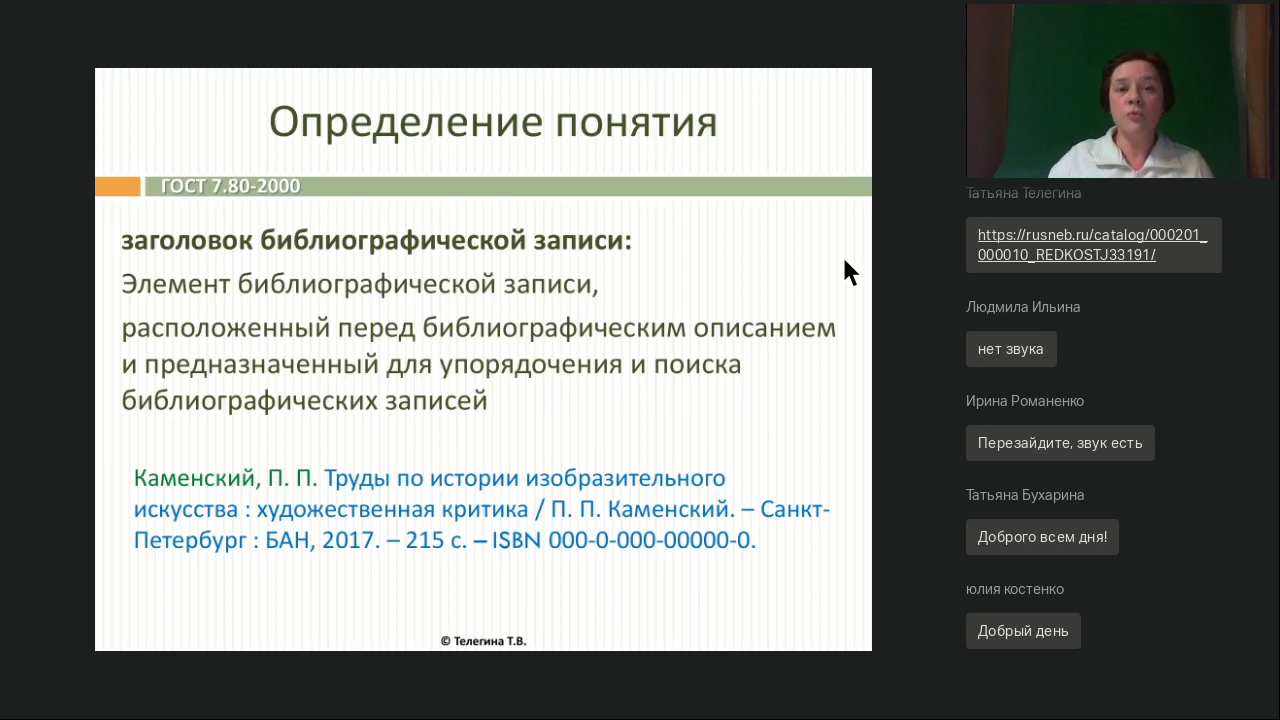 Определение понятия
ГОСТ 7.80-2000
заголовок библиографической записи:
Элемент библиографической записи,
расположенный перед библиографическим описанием
и предназначенный для упорядочения и поиска
библиографических записей
Каменский, П. П. Труды по истории изобразительного
искусства : художественная критика / П. П. Каменский. – Санкт-
Петербург : БАН, 2017. – 215 с. – ISBN 000-0-000-00000-0.
© Телегина Т.В.
Татьяна Телегина
https://rusneb.ru/catalog/000201_
000010_REDKOSTJ33191/
Людмила Ильина
нет звука
Ирина Романенко
Перезайдите, звук есть
Татьяна Бухарина
Доброго всем дня!
юлия костенко
Добрый день